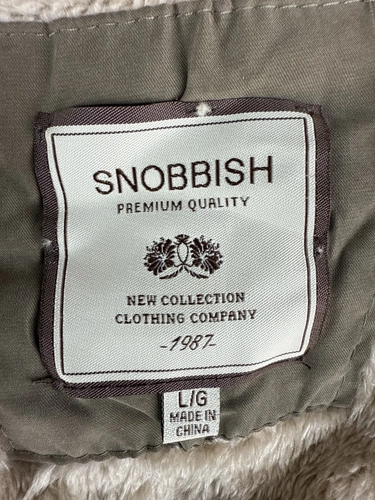 SNOBBISH
PREMIUM QUALITY
NEW COLLECTION
CLOTHING COMPANY
-1987-
L/G
MADE IN
CHINA